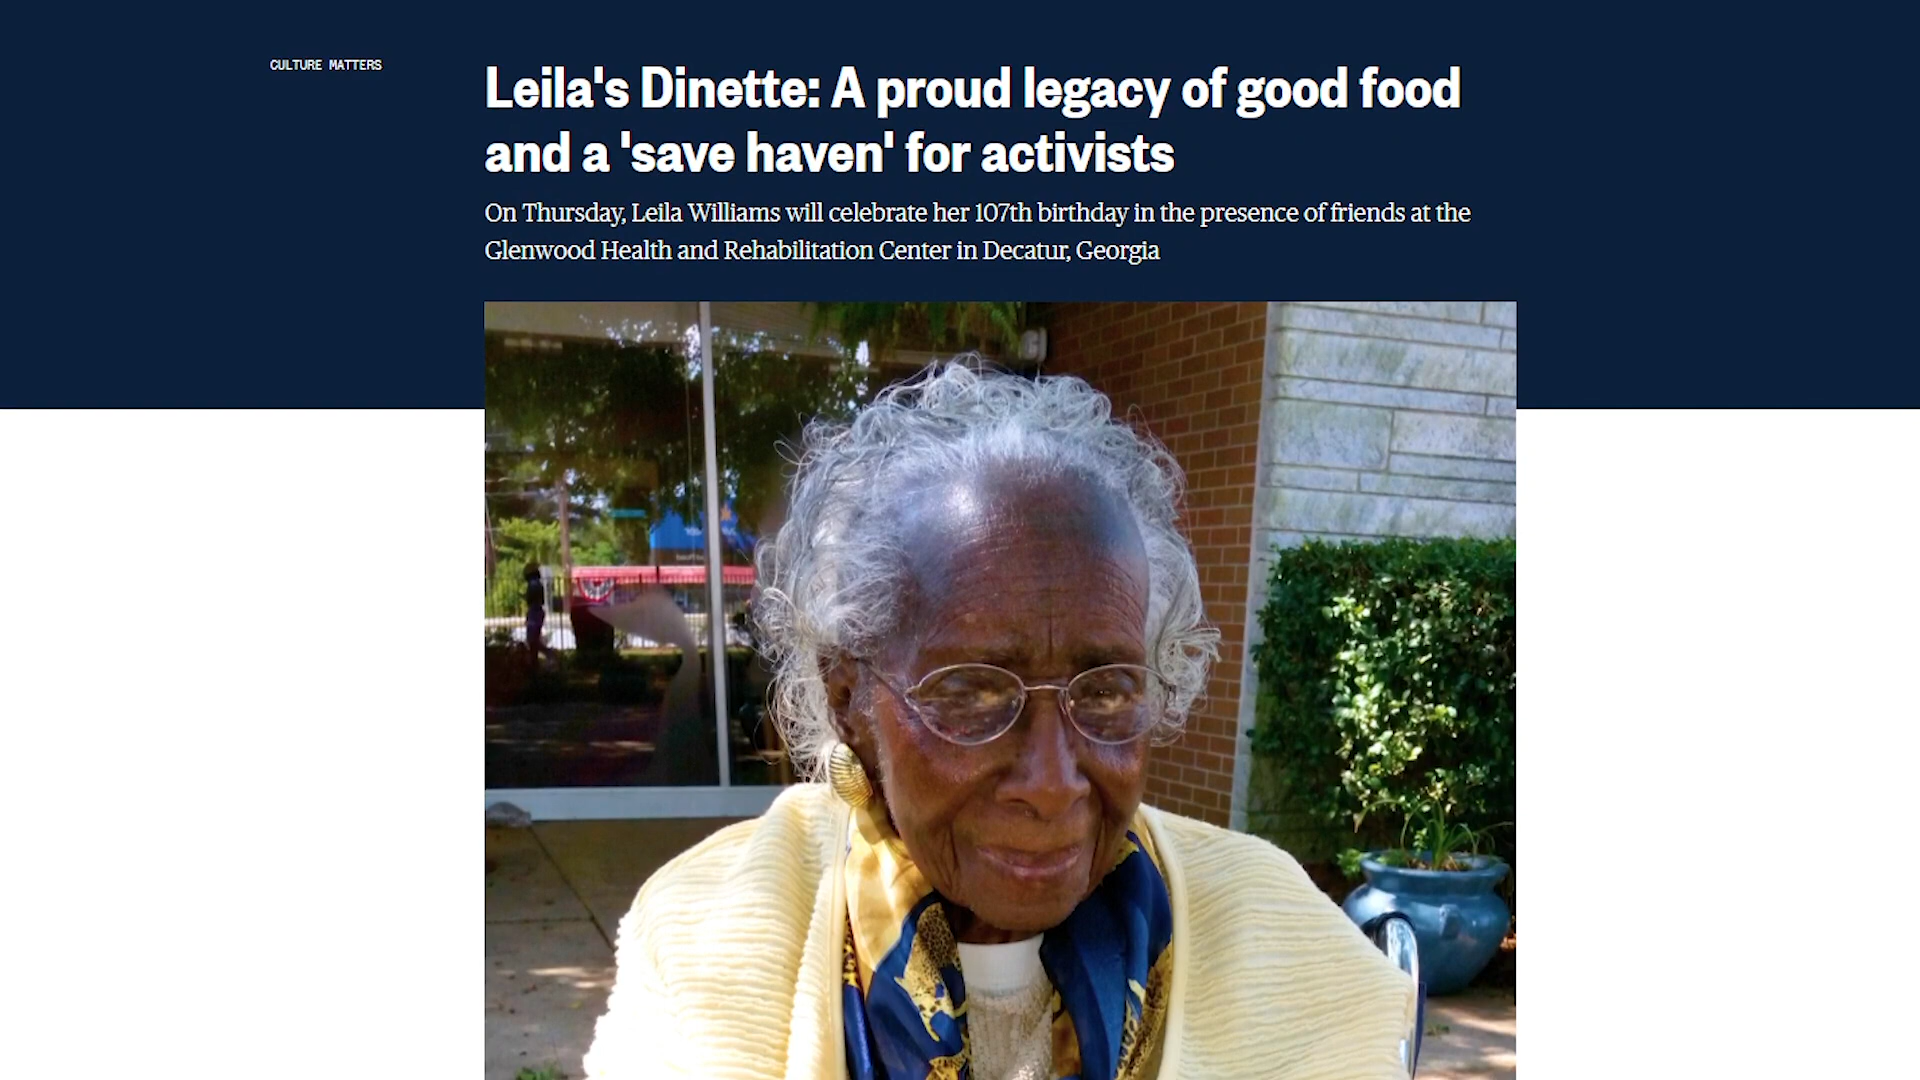 CULTURE MATTERS
Leila's Dinette: A proud legacy of good food
and a 'save haven' for activists
On Thursday, Leila Williams will celebrate her 107th birthday in the presence of friends at the
Glenwood Health and Rehabilitation Center in Decatur, Georgia